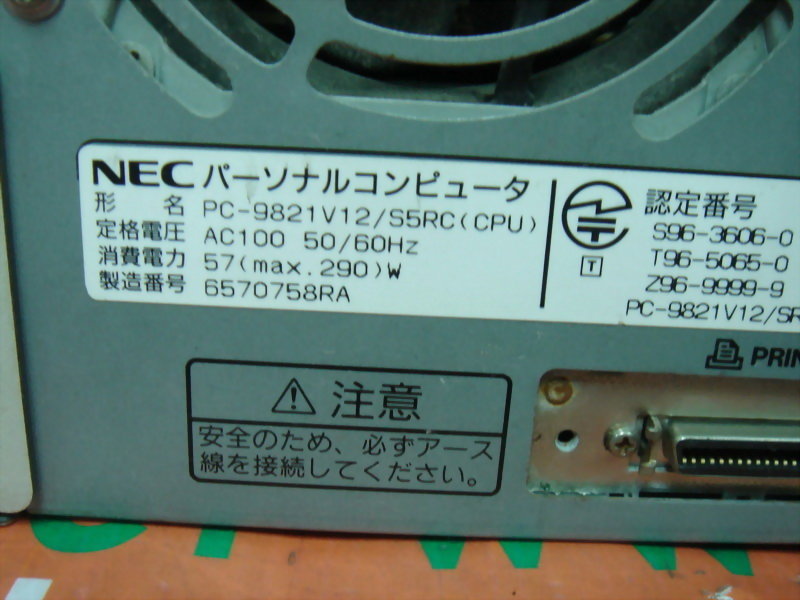 NEC パーソナルコンピュータ
形 名 PC-9821V12/S5RC(CPU)
定格電圧 AC100 50/60Hz
消費電力 57(max.290)W
製造番号 6570758RA
認定番号
S96-3606-0
T96-5065-0
Z96-9999-9
PC-9821V12/SR
T
PRIN
注意
安全のため、必ずアース
線を接続してください。